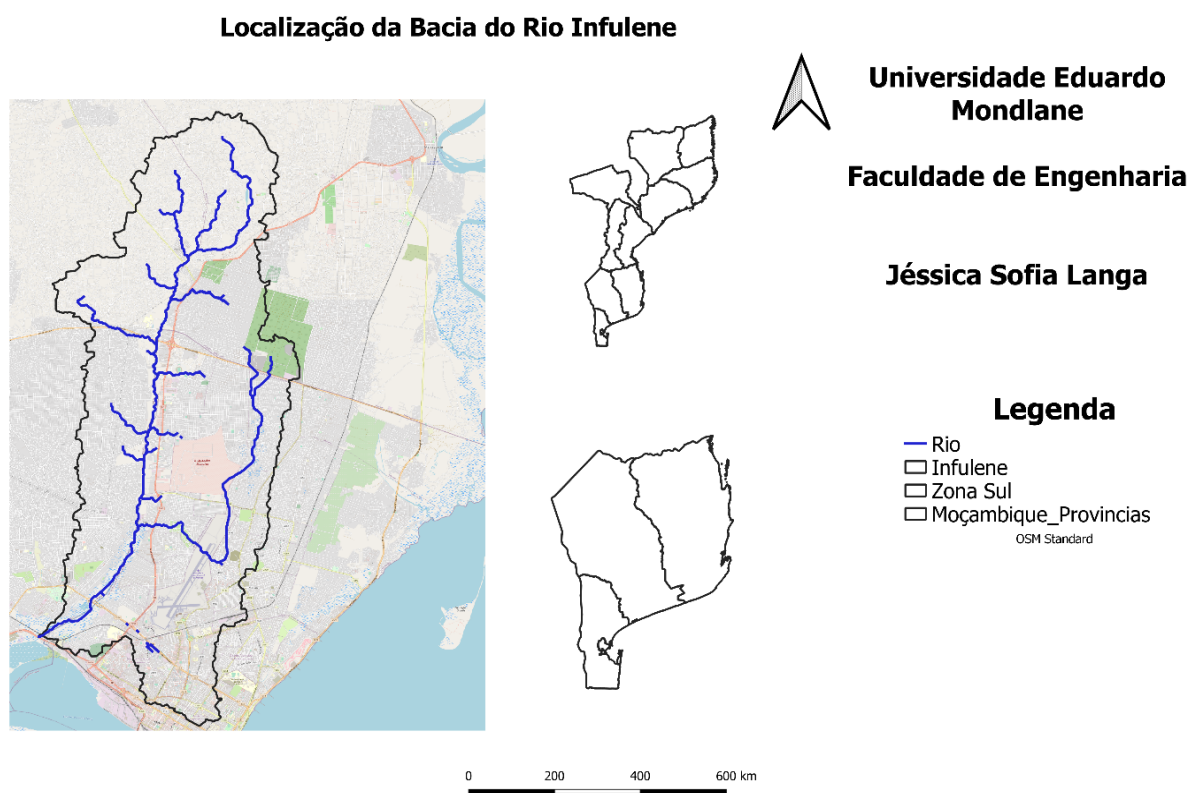 Localização da Bacia do Rio Infulene
Universidade Eduardo
Mondlane
Faculdade de Engenharia
Jéssica Sofia Langa
Legenda
Rio
Infulene
Zona Sul
Moçambique_Provincias
OSM Standard
0 200 400 600 km